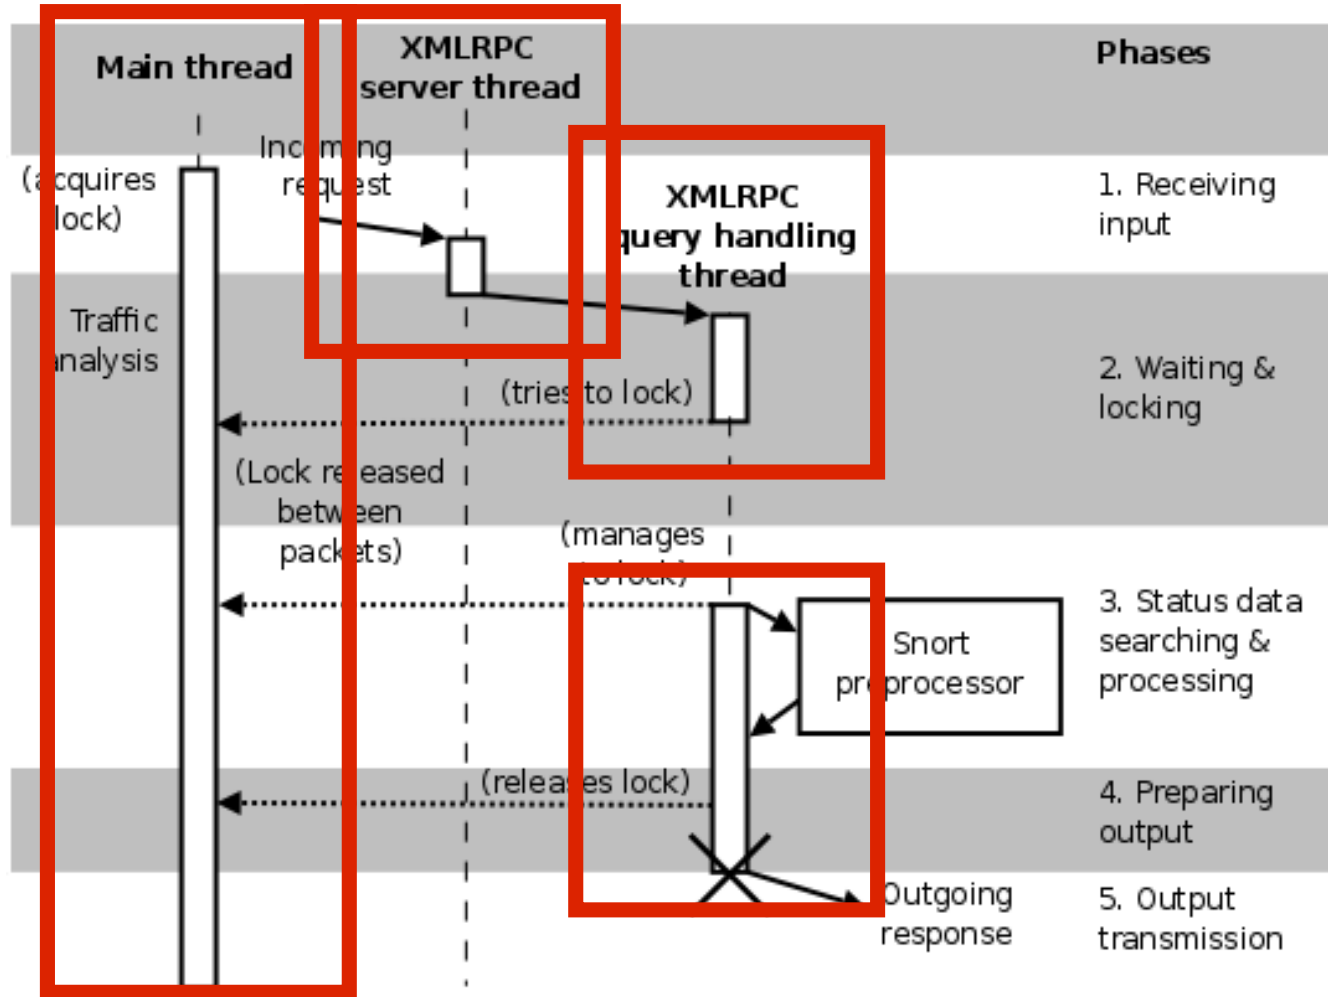 Main thread
XMLRPC
server thread
Phases
Incoming
request
(acquires
lock)
XMLRPC
query handling
thread
1. Receiving
input
Traffic
analysis
(tries to lock)
2. Waiting &
locking
(Lock released
between
packets)
(manages
to lock)
Snort
preprocessor
3. Status data
searching &
processing
(releases lock)
4. Preparing
output
Outgoing
response
5. Output
transmission